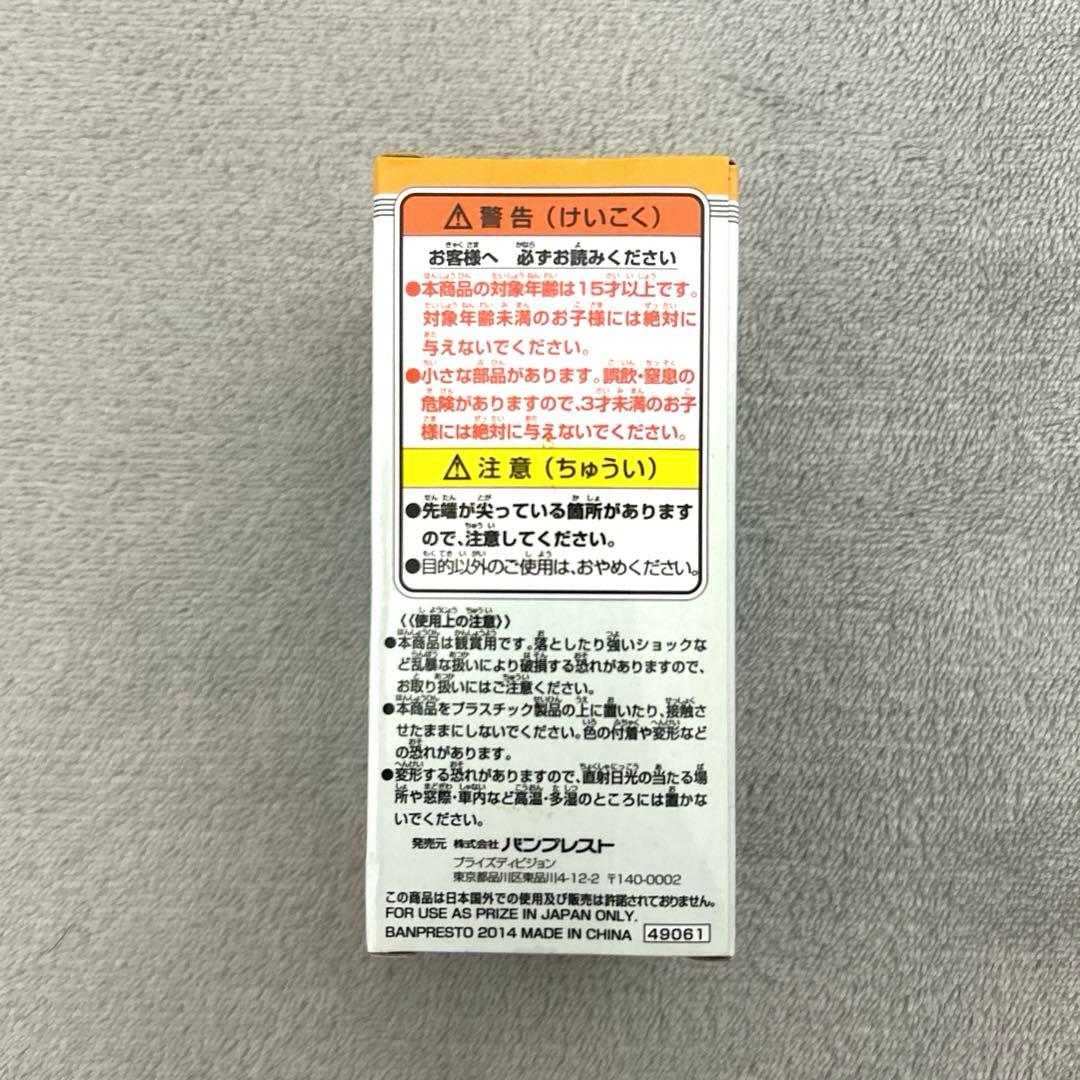 ⚠警告(けいこく)
お客様へ 必ずお読みください
●本商品の対象年齢は15才以上です。
対象年齢未満のお子様には絶対に
与えないでください。
●小さな部品があります。誤飲・窒息の
危険がありますので、3才未満のお子
様には絶対に与えないでください。
⚠注意(ちゅうい)
●先端が尖っている箇所があります
ので、注意してください。
●目的以外のご使用は、おやめください。
《使用上の注意》
●本商品は観賞用です。落としたり強いショックな
ど乱暴な扱いにより破損する恐れがありますので、
お取り扱いにはご注意ください。
●本商品をプラスチック製品の上に置いたり、接触さ
せたままにしないでください。色の付着や変形など
の恐れがあります。
●変形する恐れがありますので、直射日光の当たる場
所や窓際・車内など高温・多湿のところには置かな
いでください。
発売元 株式会社バンプレスト
プライズディビジョン
東京都品川区東品川4-12-2 〒140-0002
この商品は日本国外での使用及び販売は許諾されておりません。
FOR USE AS PRIZE IN JAPAN ONLY.
BANPRESTO 2014 MADE IN CHINA 49061